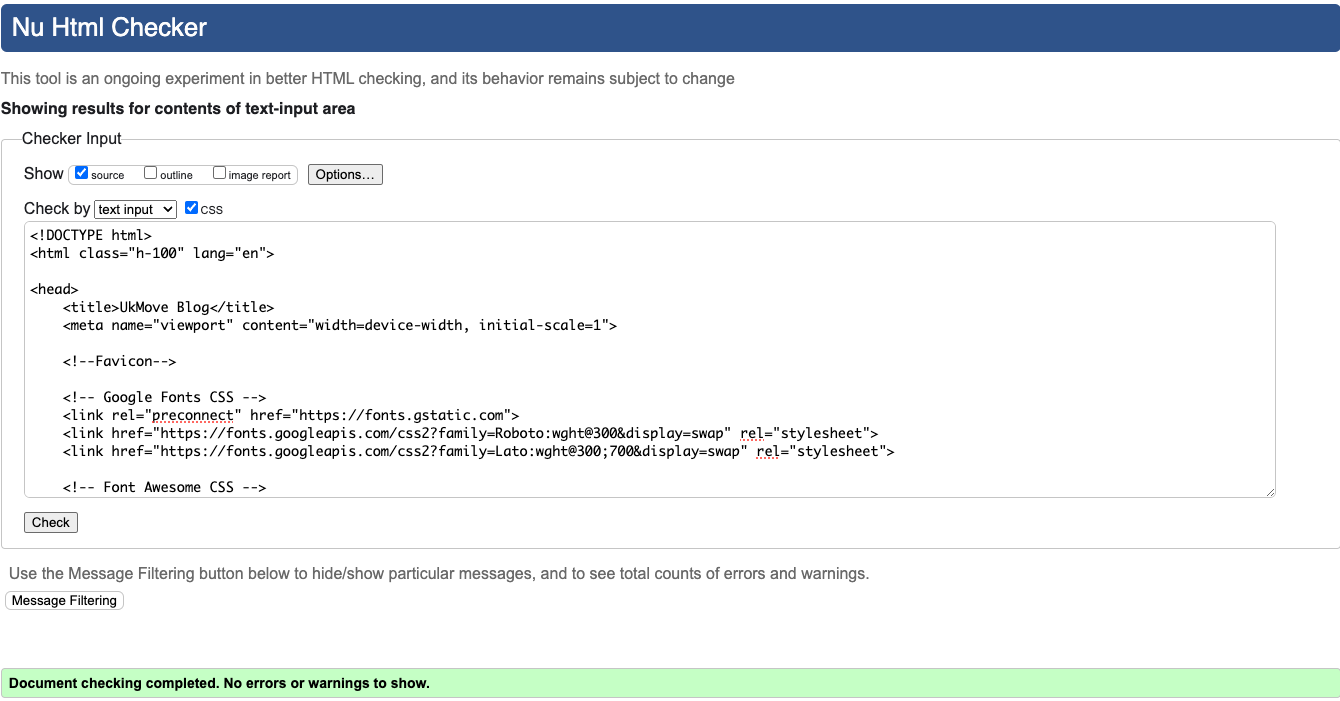 Nu Html Checker
This tool is an ongoing experiment in better HTML checking, and its behavior remains subject to change
Showing results for contents of text-input area
Checker Input
Show source outline image report Options…
Check by text input CSS
<!DOCTYPE html>
<html class="h-100" lang="en">
<head>
<title>UkMove Blog</title>
<meta name="viewport" content="width=device-width, initial-scale=1">
<!--Favicon-->
<!-- Google Fonts CSS -->
<link rel="preconnect" href="https://fonts.gstatic.com">
<link href="https://fonts.googleapis.com/css2?family=Roboto:wght@300&display=swap" rel="stylesheet">
<link href="https://fonts.googleapis.com/css2?family=Lato:wght@300;700&display=swap" rel="stylesheet">
<!-- Font Awesome CSS -->
Check
Use the Message Filtering button below to hide/show particular messages, and to see total counts of errors and warnings.
Message Filtering
Document checking completed. No errors or warnings to show.